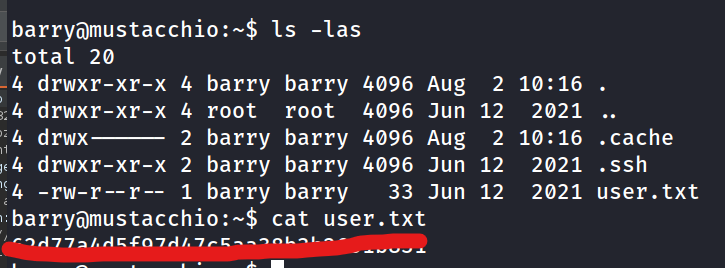 barry@mustacchio:~$ ls -las
total 20
4 drwxr-xr-x 4 barry barry 4096 Aug  2 10:16 .
4 drwxr-xr-x 4 root  root  4096 Jun 12  2021 ..
4 drwx------ 2 barry barry 4096 Aug  2 10:16 .cache
4 drwxr-xr-x 2 barry barry 4096 Jun 12  2021 .ssh
4 -rw-r--r-- 1 barry barry   33 Jun 12  2021 user.txt
barry@mustacchio:~$ cat user.txt